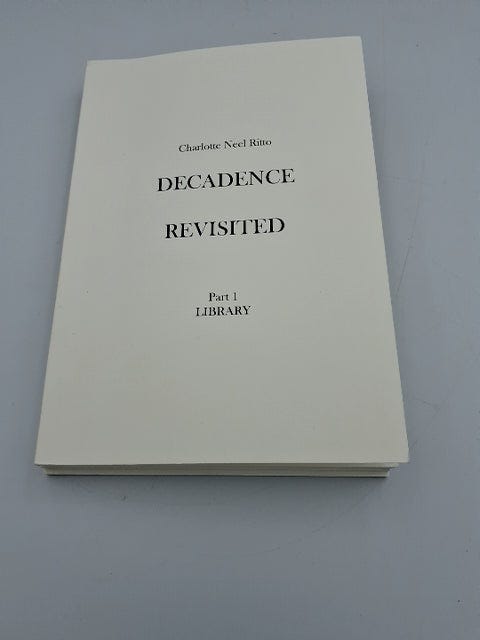 Charlotte Neel Ritto
DECADENCE
REVISITED
Part 1
LIBRARY